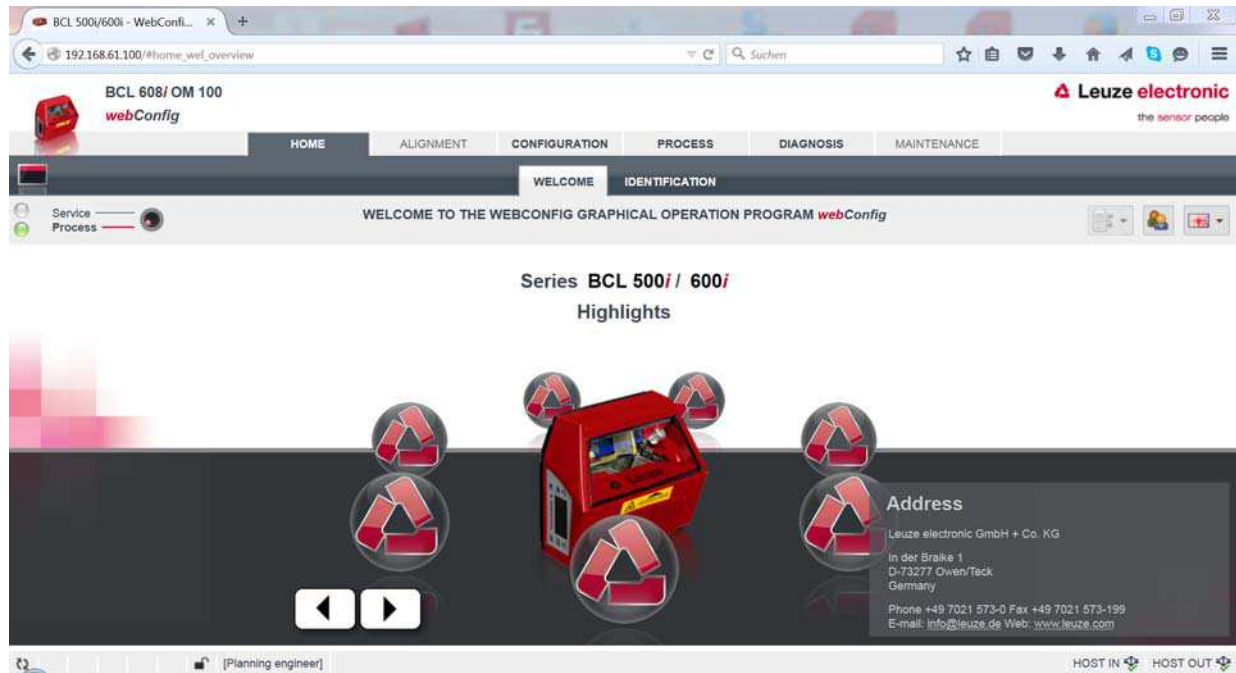 BCL 500i/600i - WebConfi...
192.168.61.100/#home_wel_overview
Suchen
BCL 608i OM 100
webConfig
Leuze electronic
the sensor people
HOME ALIGNMENT CONFIGURATION PROCESS DIAGNOSIS MAINTENANCE
WELCOME IDENTIFICATION
Service
Process
WELCOME TO THE WEBCONFIG GRAPHICAL OPERATION PROGRAM webConfig
Series BCL 500i / 600i
Highlights
Leuze
Address
Leuze electronic GmbH + Co. KG
In der Braike 1
D-73277 Owen/Teck
Germany
Phone +49 7021 573-0 Fax +49 7021 573-199
E-mail: info@leuze.de Web: www.leuze.com
[Planning engineer]
HOST IN HOST OUT